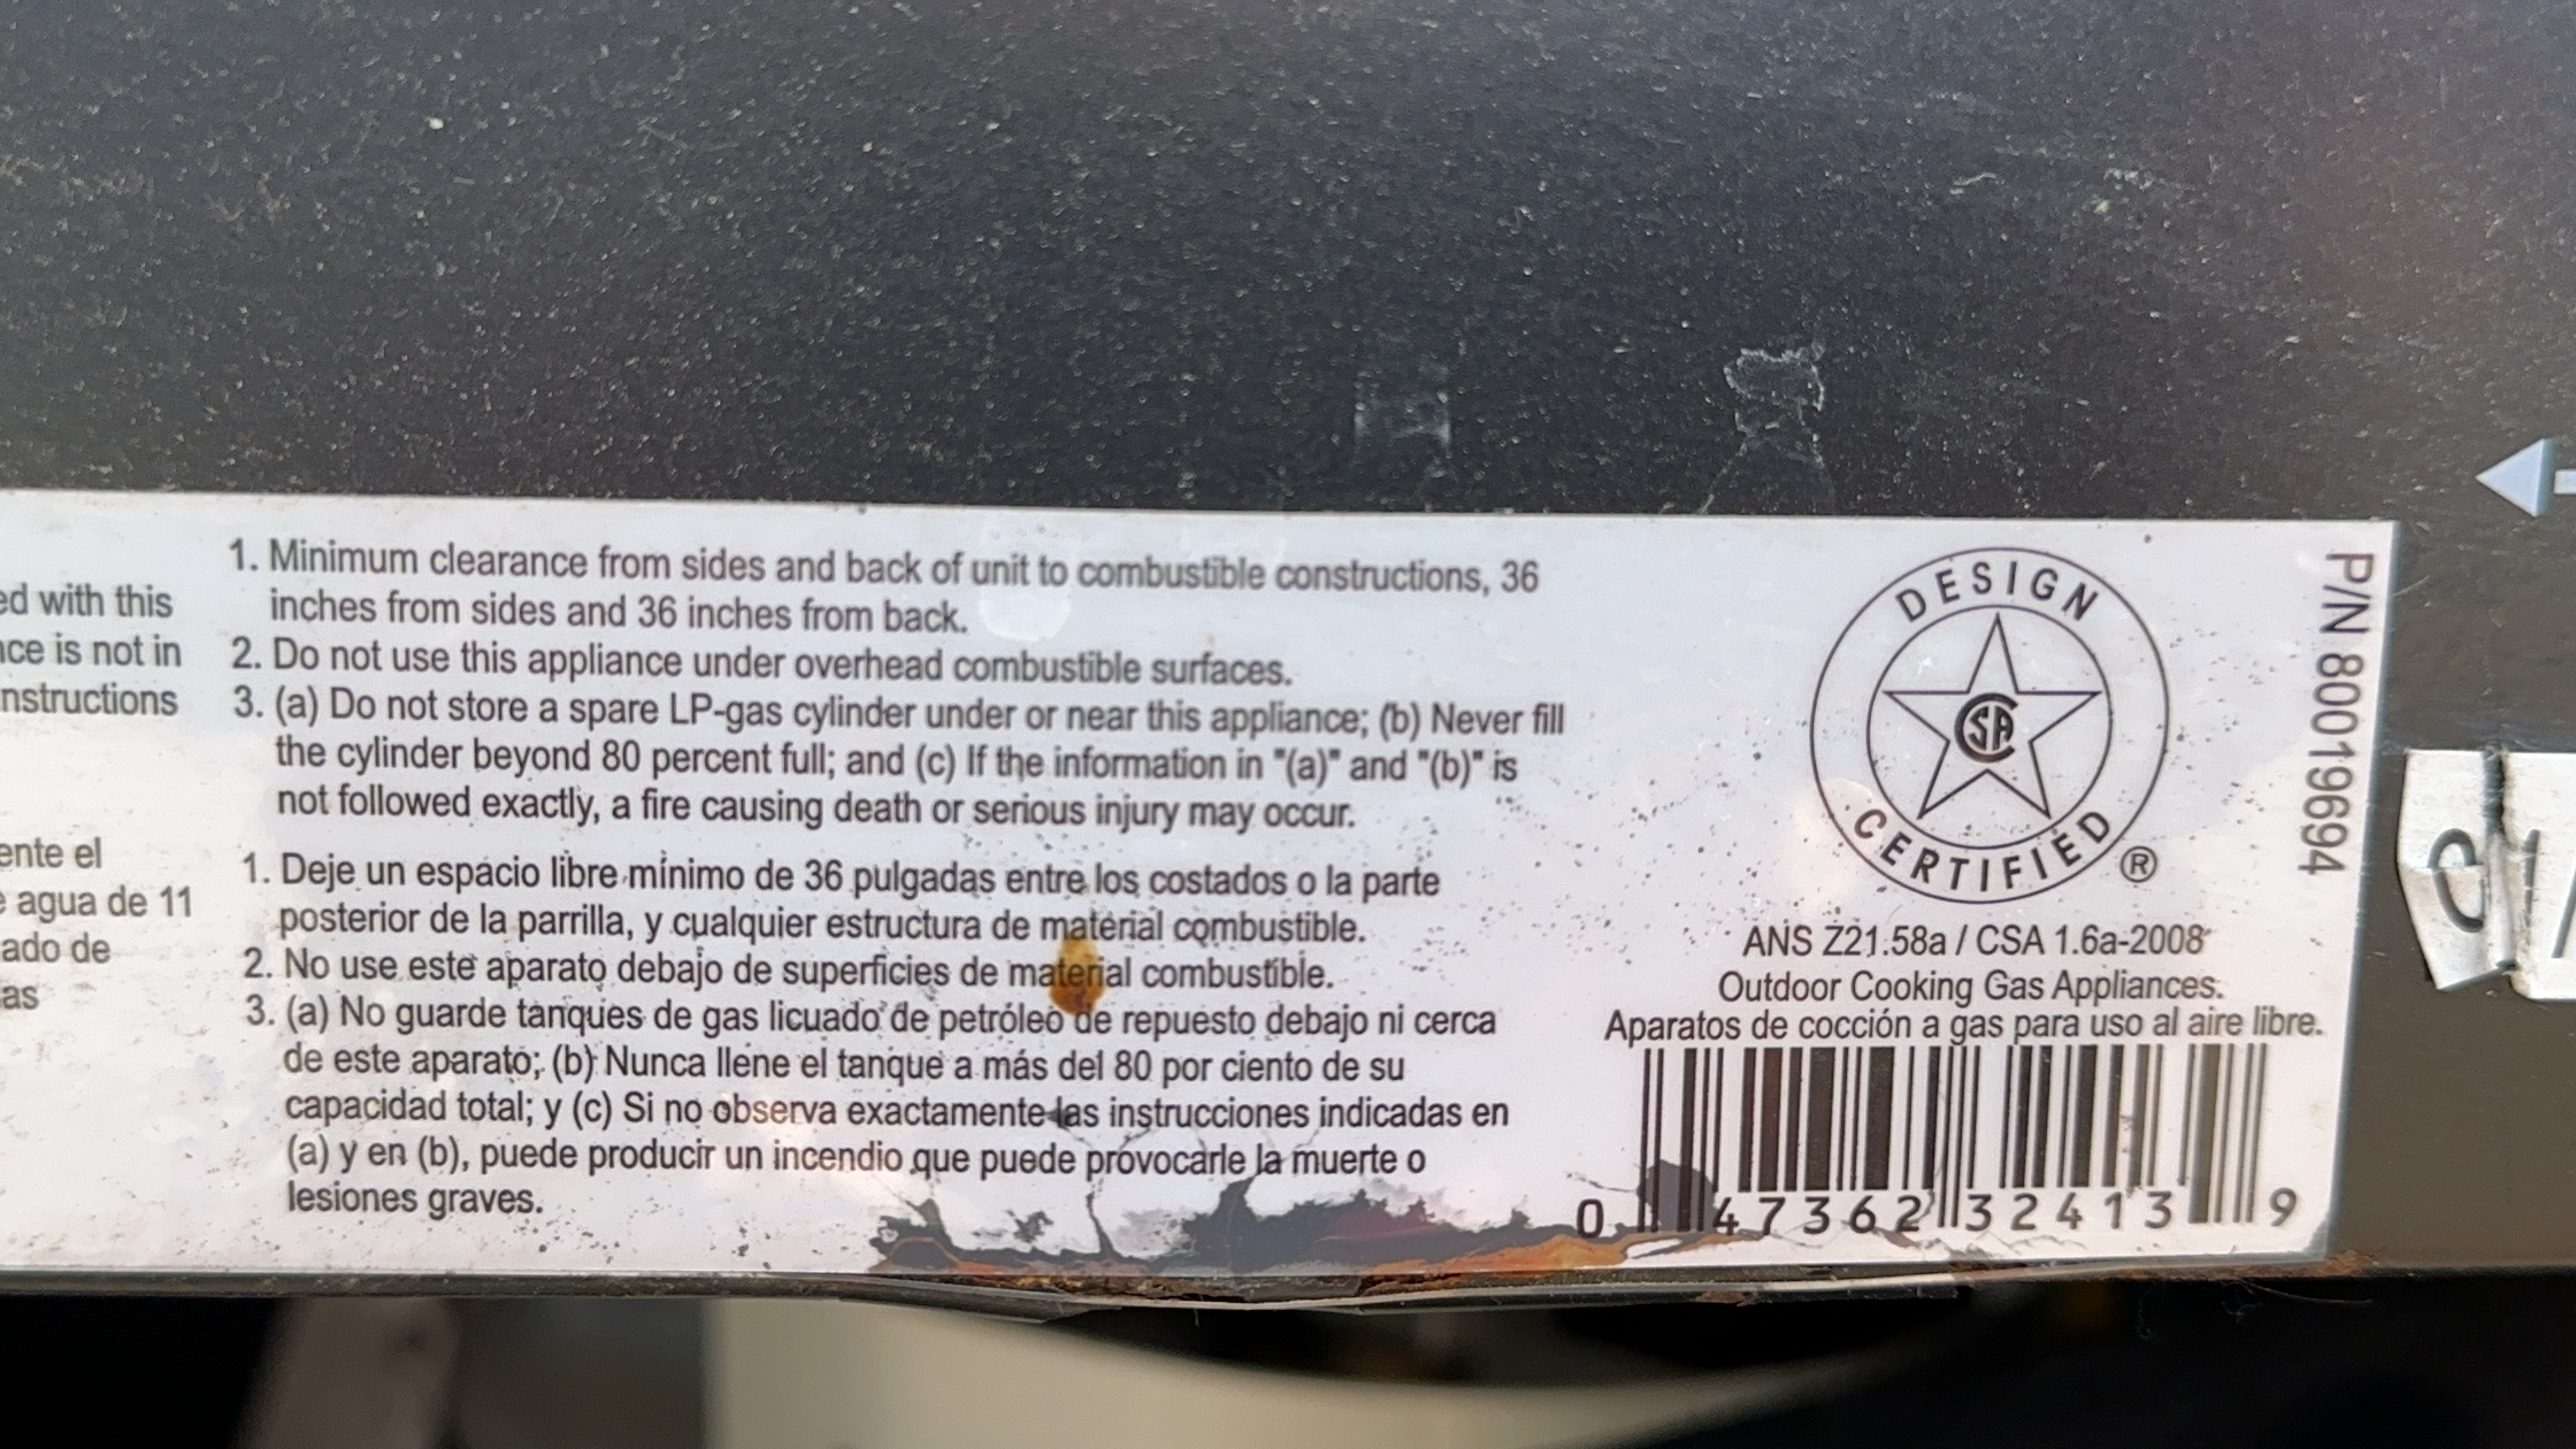 ed with this
nce is not in
nstructions
ente el
e agua de 11
ado de
as
1. Minimum clearance from sides and back of unit to combustible constructions, 36
inches from sides and 36 inches from back.
2. Do not use this appliance under overhead combustible surfaces.
3. (a) Do not store a spare LP-gas cylinder under or near this appliance; (b) Never fill
the cylinder beyond 80 percent full; and (c) If the information in "(a)" and "(b)" is
not followed exactly, a fire causing death or serious injury may occur.
1. Deje un espacio libre mínimo de 36 pulgadas entre los costados o la parte
posterior de la parrilla, y cualquier estructura de material combustible.
2. No use este aparato debajo de superficies de material combustible.
3. (a) No guarde tanques de gas licuado de petróleo de repuesto debajo ni cerca
de este aparato; (b) Nunca llene el tanque a más del 80 por ciento de su
capacidad total; y (c) Si no observa exactamente las instrucciones indicadas en
(a) y en (b), puede producir un incendio que puede provocarle la muerte o
lesiones graves.
DESIGN
CSA
CERTIFIED ®
ANS Z21.58a / CSA 1.6a-2008
Outdoor Cooking Gas Appliances.
Aparatos de cocción a gas para uso al aire libre.
0 47362 32413 9
P/N 80019694